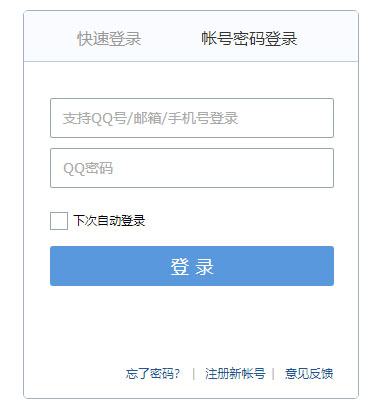 快速登录 帐号密码登录
支持QQ号/邮箱/手机号登录
QQ密码
下次自动登录
登 录
忘了密码？ | 注册新帐号 | 意见反馈